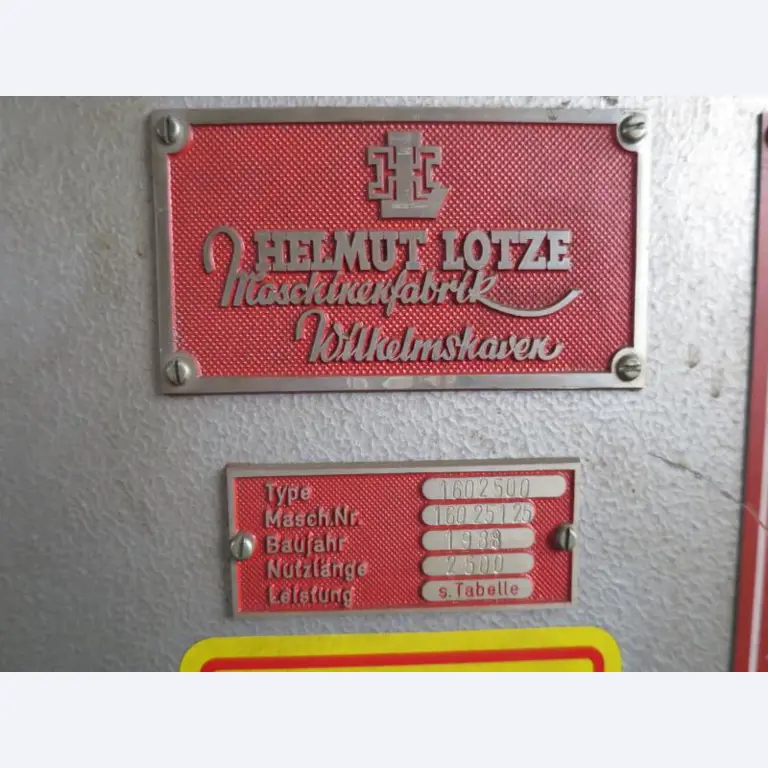 HELMUT LOTZE
Maschinenfabrik
Wilhelmshaven
Type 1602500
Masch.Nr. 16025125
Baujahr 1988
Nutzlänge 2500
Leistung s.Tabelle